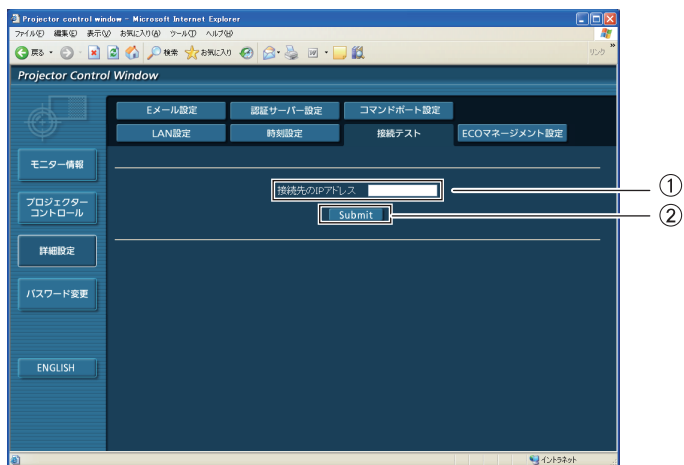 Projector control window - Microsoft Internet Explorer
ファイル(F) 編集(E) 表示(V) お気に入り(A) ツール(T) ヘルプ(H)
戻る 検索 お気に入り リンク »
Projector Control Window
Eメール設定 認証サーバー設定 コマンドポート設定
LAN設定 時刻設定 接続テスト ECOマネージメント設定
モニター情報
接続先のIPアドレス ①
プロジェクター
コントロール
Submit ②
詳細設定
パスワード変更
ENGLISH
イントラネット